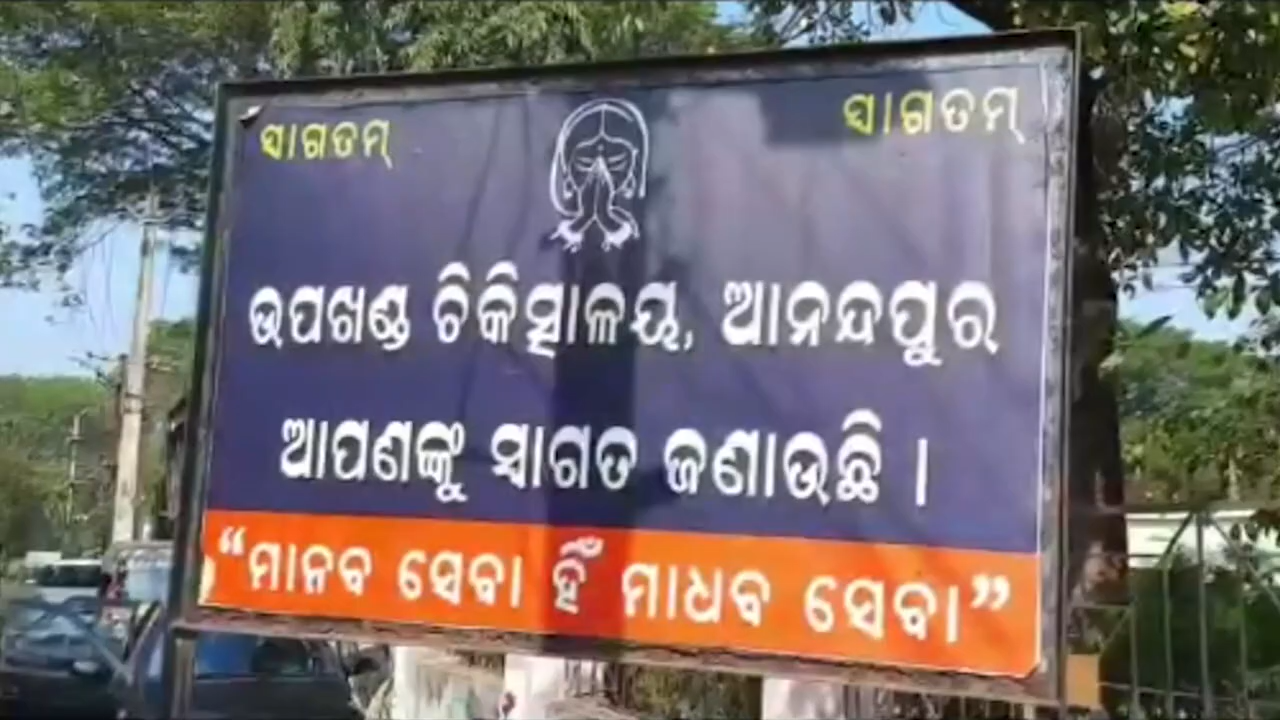 ସ୍ୱାଗତମ୍ ସ୍ୱାଗତମ୍
ଉପଖଣ୍ଡ ଚିକିତ୍ସାଳୟ, ଆନନ୍ଦପୁର
ଆପଣଙ୍କୁ ସ୍ୱାଗତ ଜଣାଉଛି ।
“ମାନବ ସେବା ହିଁ ମାଧବ ସେବା”